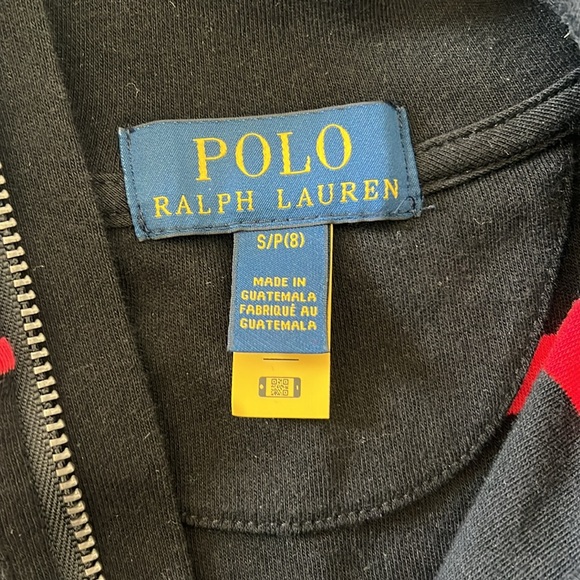 POLO
RALPH LAUREN
S/P(8)
MADE IN
GUATEMALA
FABRIQUÉ AU
GUATEMALA